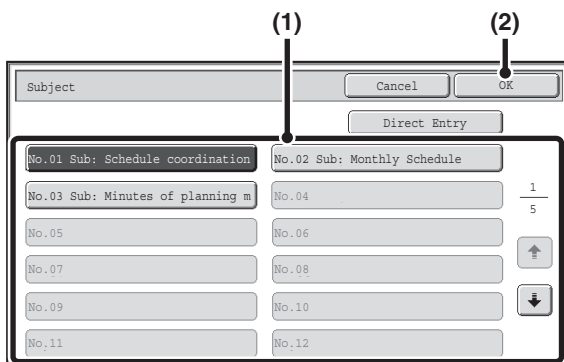 (1) (2)
Subject Cancel OK
Direct Entry
No.01 Sub: Schedule coordination No.02 Sub: Monthly Schedule
No.03 Sub: Minutes of planning m No.04
1
5
No.05 No.06
No.07 No.08
No.09 No.10
No.11 No.12